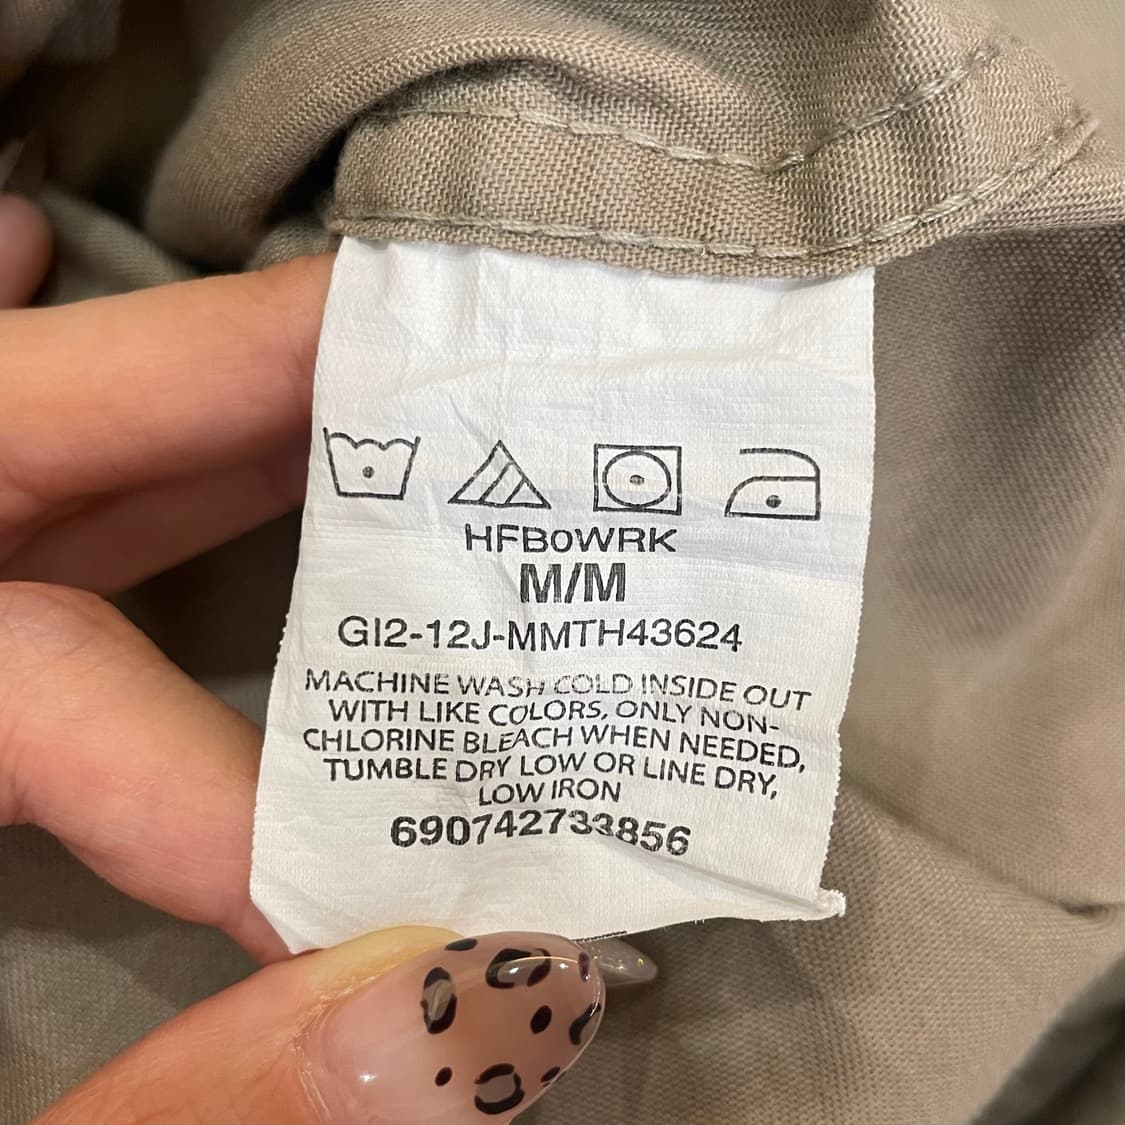 HFB0WRK
M/M
GI2-12J-MMTH43624
MACHINE WASH COLD INSIDE OUT
WITH LIKE COLORS, ONLY NON-
CHLORINE BLEACH WHEN NEEDED,
TUMBLE DRY LOW OR LINE DRY,
LOW IRON
690742733856